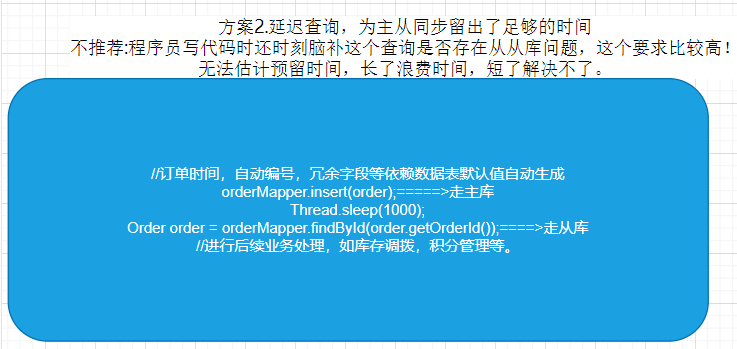 方案2.延迟查询，为主从同步留出了足够的时间
不推荐:程序员写代码时还时刻脑补这个查询是否存在从从库问题，这个要求比较高！
无法估计预留时间，长了浪费时间，短了解决不了。
//订单时间，自动编号，冗余字段等依赖数据表默认值自动生成
orderMapper.insert(order);=====>走主库
Thread.sleep(1000);
Order order = orderMapper.findById(order.getOrderId());====>走从库
//进行后续业务处理，如库存调拨，积分管理等。